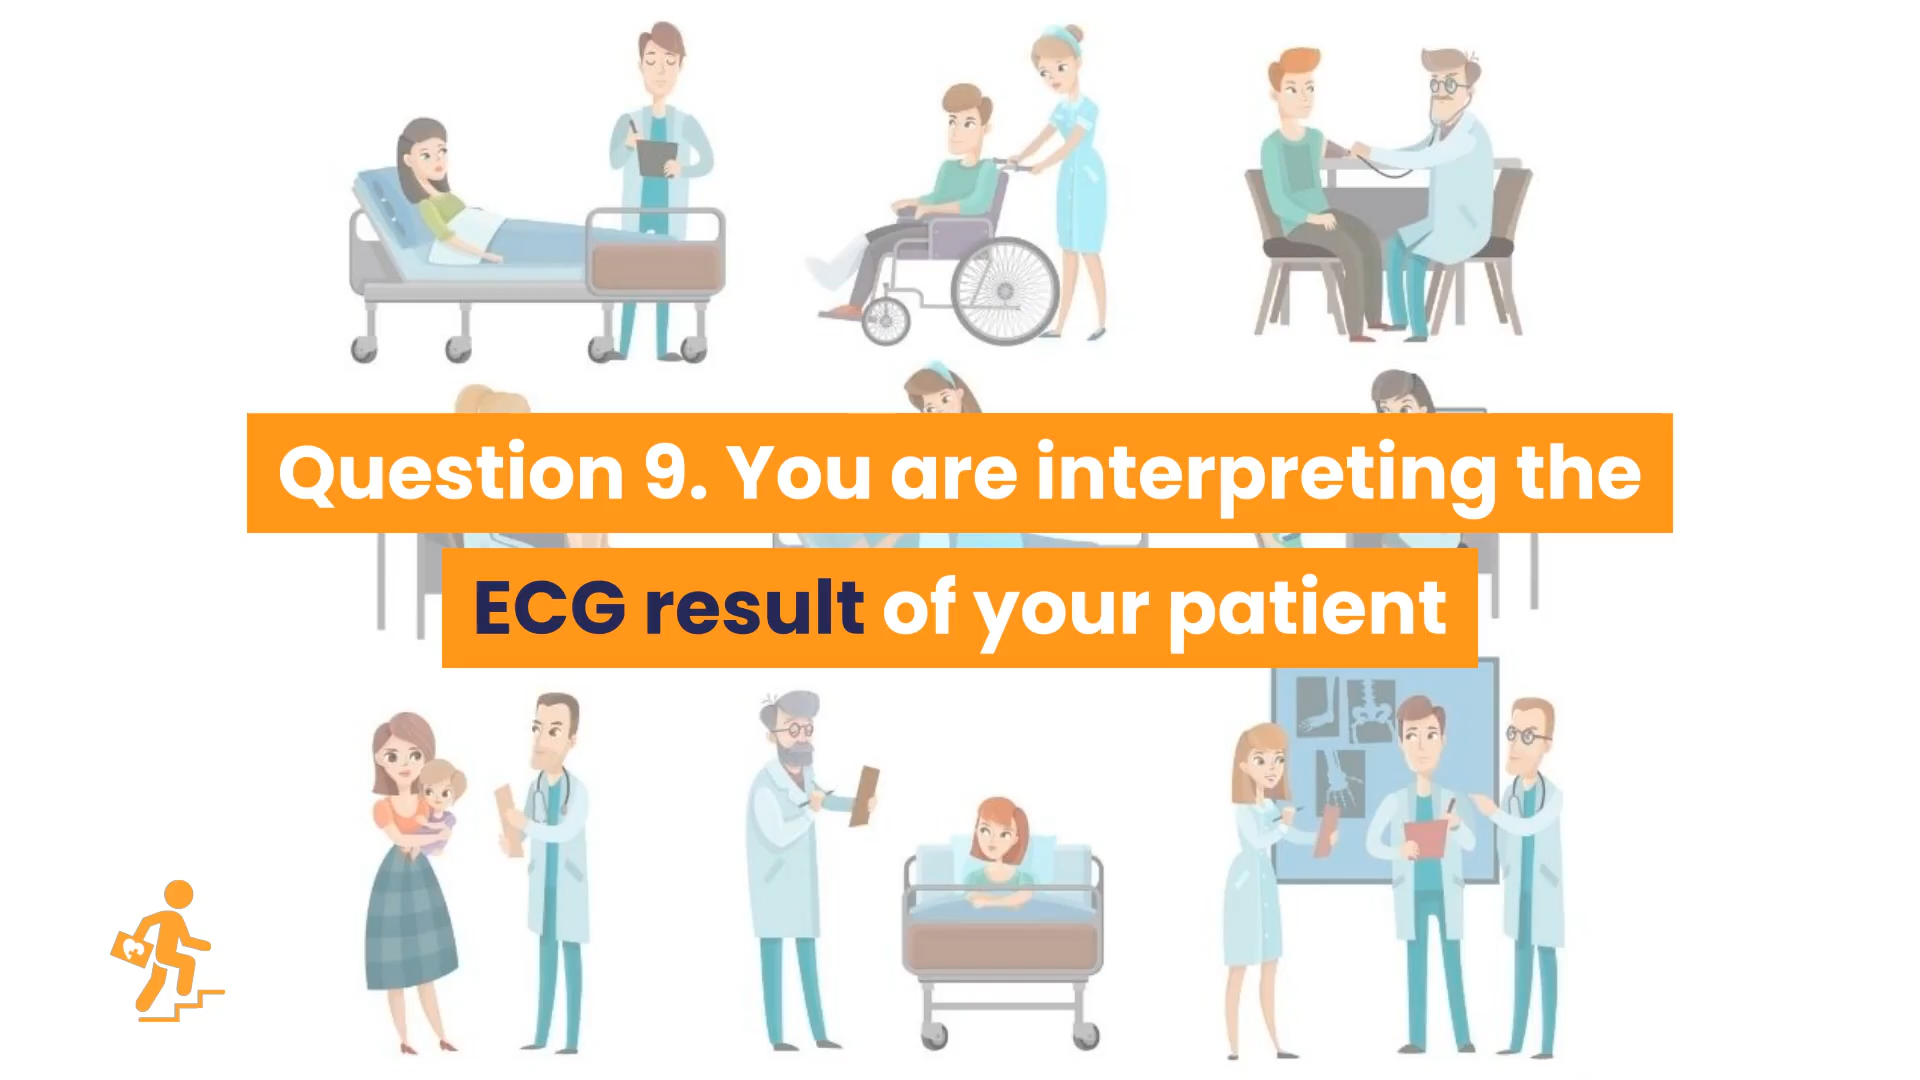 Question 9. You are interpreting the
ECG result of your patient